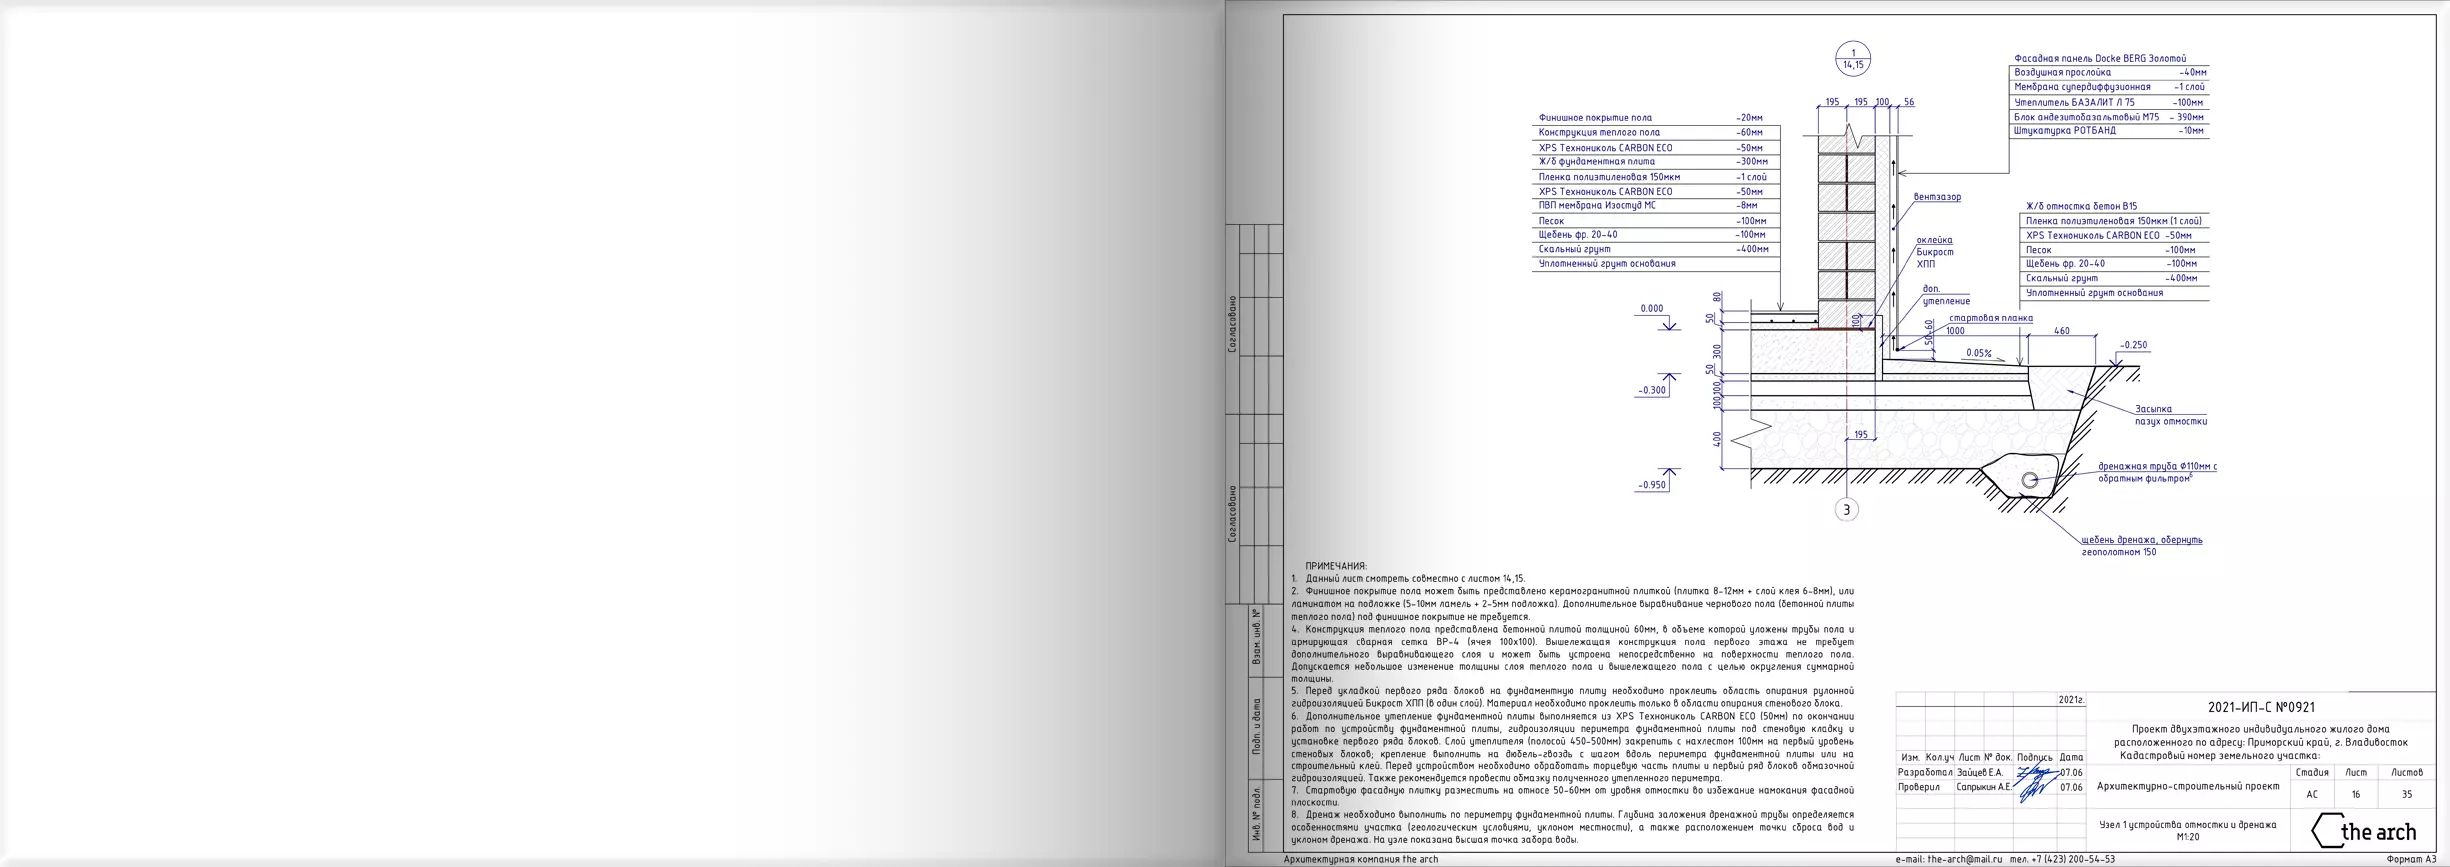 1
14,15
Фасадная панель Docke BERG Золотой
Воздушная прослойка -40мм
Мембрана супердиффузионная -1 слой
Утеплитель БАЗАЛИТ Л 75 -100мм
Блок андезитобазальтовый М75 - 390мм
Штукатурка РОТБАНД -10мм
195 195 100 56
Финишное покрытие пола -20мм
Конструкция теплого пола -60мм
XPS Технониколь CARBON ECO -50мм
Ж/б фундаментная плита -300мм
Пленка полиэтиленовая 150мкм -1 слой
XPS Технониколь CARBON ECO -50мм
ПВП мембрана Изостуд МС -8мм
Песок -100мм
Щебень фр. 20-40 -100мм
Скальный грунт -400мм
Уплотненный грунт основания
вентзазор
оклейка
Бикрост
ХПП
доп.
утепление
стартовая планка
Ж/б отмостка бетон В15
Пленка полиэтиленовая 150мкм (1 слой)
XPS Технониколь CARBON ECO -50мм
Песок -100мм
Щебень фр. 20-40 -100мм
Скальный грунт -400мм
Уплотненный грунт основания
0.000
-0.300
-0.950
80
50
300
50
100
100
400
100
50-60
1000
460
0.05%
-0.250
195
Засыпка
пазух отмостки
дренажная труба Ф110мм с
обратным фильтром⁶
щебень дренажа, обернуть
геополотном 150
3
ПРИМЕЧАНИЯ:
1. Данный лист смотреть совместно с листом 14,15.
2. Финишное покрытие пола может быть представлено керамогранитной плиткой (плитка 8-12мм + слой клея 6-8мм), или
ламинатом на подложке (5-10мм ламель + 2-5мм подложка). Дополнительное выравнивание чернового пола (бетонной плиты
теплого пола) под финишное покрытие не требуется.
4. Конструкция теплого пола представлена бетонной плитой толщиной 60мм, в объеме которой уложены трубы пола и
армирующая сварная сетка ВР-4 (ячея 100х100). Вышележащая конструкция пола первого этажа не требует
дополнительного выравнивающего слоя и может быть устроена непосредственно на поверхности теплого пола.
Допускается небольшое изменение толщины слоя теплого пола и вышележащего пола с целью округления суммарной
толщины.
5. Перед укладкой первого ряда блоков на фундаментную плиту необходимо проклеить область опирания рулонной
гидроизоляцией Бикрост ХПП (в один слой). Материал необходимо проклеить только в области опирания стенового блока.
6. Дополнительное утепление фундаментной плиты выполняется из XPS Технониколь CARBON ECO (50мм) по окончании
работ по устройству фундаментной плиты, гидроизоляции периметра фундаментной плиты под стеновую кладку и
установке первого ряда блоков. Слой утеплителя (полосой 450-500мм) закрепить с нахлестом 100мм на первый уровень
стеновых блоков; крепление выполнить на дюбель-гвоздь с шагом вдоль периметра фундаментной плиты или на
строительный клей. Перед устройством необходимо обработать торцевую часть плиты и первый ряд блоков обмазочной
гидроизоляцией. Также рекомендуется провести обмазку полученного утепленного периметра.
7. Стартовую фасадную плитку разместить на относе 50-60мм от уровня отмостки во избежание намокания фасадной
плоскости.
8. Дренаж необходимо выполнить по периметру фундаментной плиты. Глубина заложения дренажной трубы определяется
особенностями участка (геологическим условиями, уклоном местности), а также расположением точки сброса вод и
уклоном дренажа. На узле показана высшая точка забора воды.
Согласовано
Согласовано
Взам. инв. №
Подп. и дата
Инв. № подл.
2021г.
2021-ИП-С №0921
Проект двухэтажного индивидуального жилого дома
расположенного по адресу: Приморский край, г. Владивосток
Кадастровый номер земельного участка:
Изм. Кол.уч Лист № док. Подпись Дата
Разработал Зайцев Е.А. 07.06
Проверил Сапрыкин А.Е. 07.06
Архитектурно-строительный проект
Стадия Лист Листов
АС 16 35
Узел 1 устройства отмостки и дренажа
М1:20
the arch
Архитектурная компания the arch
e-mail: the-arch@mail.ru тел. +7 (423) 200-54-53
Формат А3